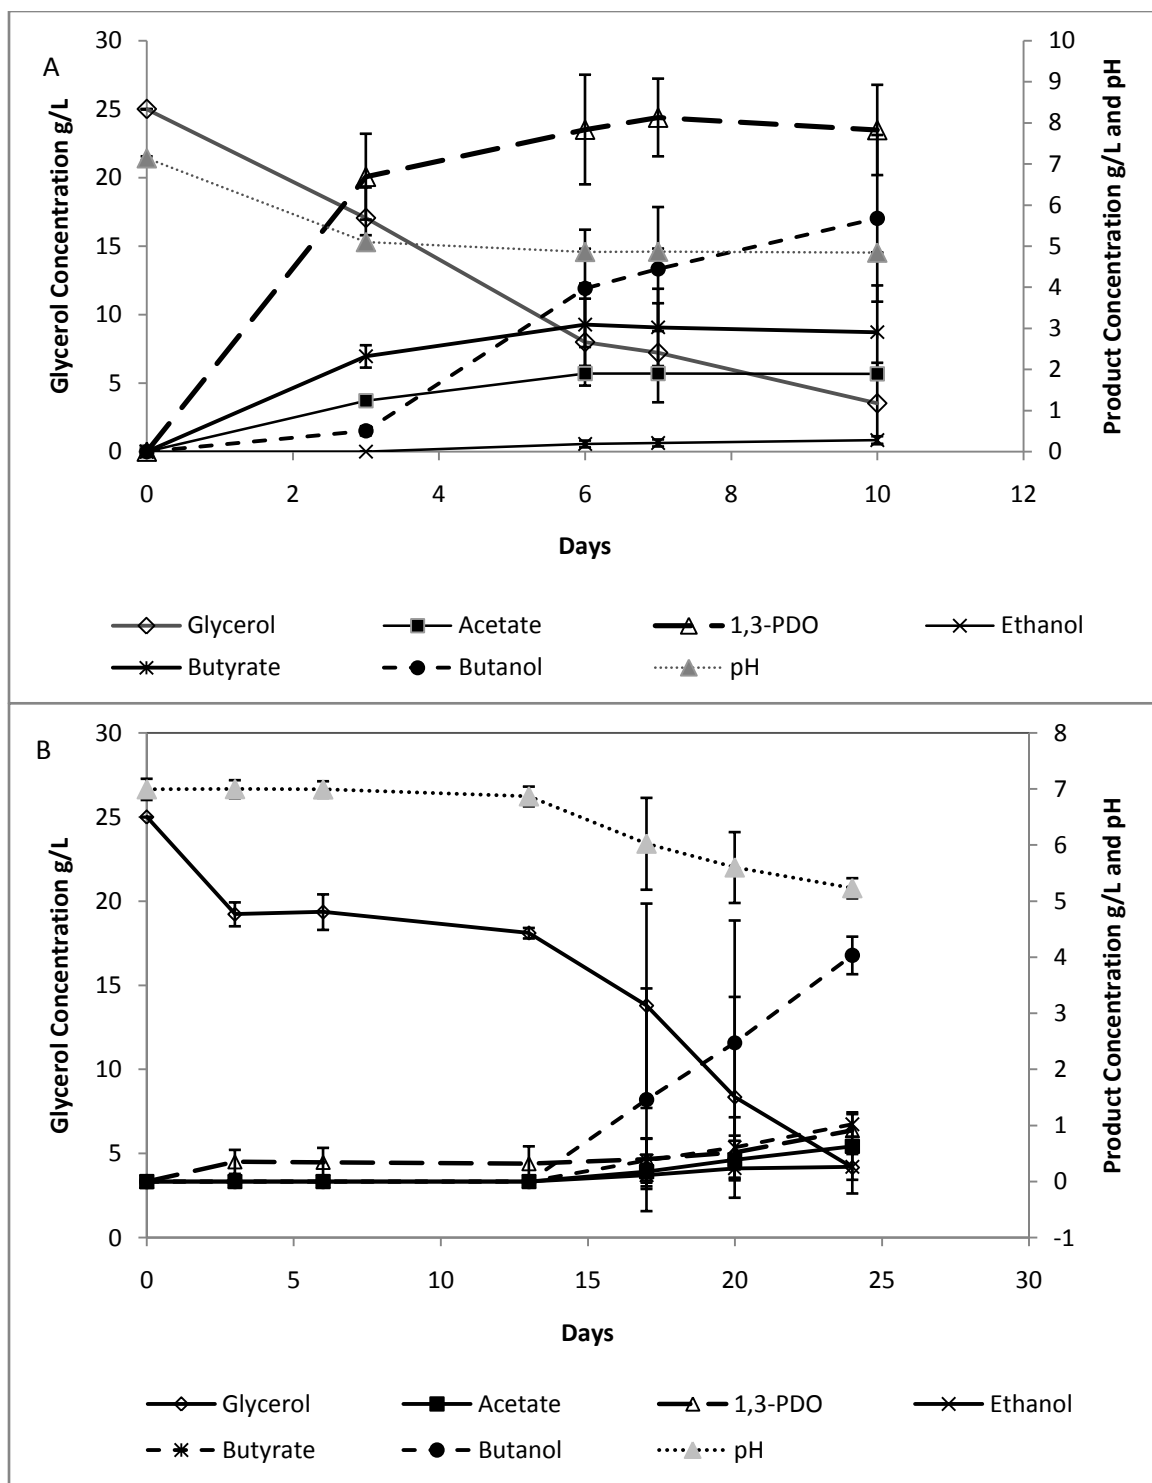 A
Glycerol Concentration g/L
30
25
20
15
10
5
0
Product Concentration g/L and pH
10
9
8
7
6
5
4
3
2
1
0
0 2 4 6 8 10 12
Days
Glycerol Acetate 1,3-PDO Ethanol
Butyrate Butanol pH
B
Glycerol Concentration g/L
30
25
20
15
10
5
0
Product Concentration g/L and pH
8
7
6
5
4
3
2
1
0
-1
0 5 10 15 20 25 30
Days
Glycerol Acetate 1,3-PDO Ethanol
Butyrate Butanol pH